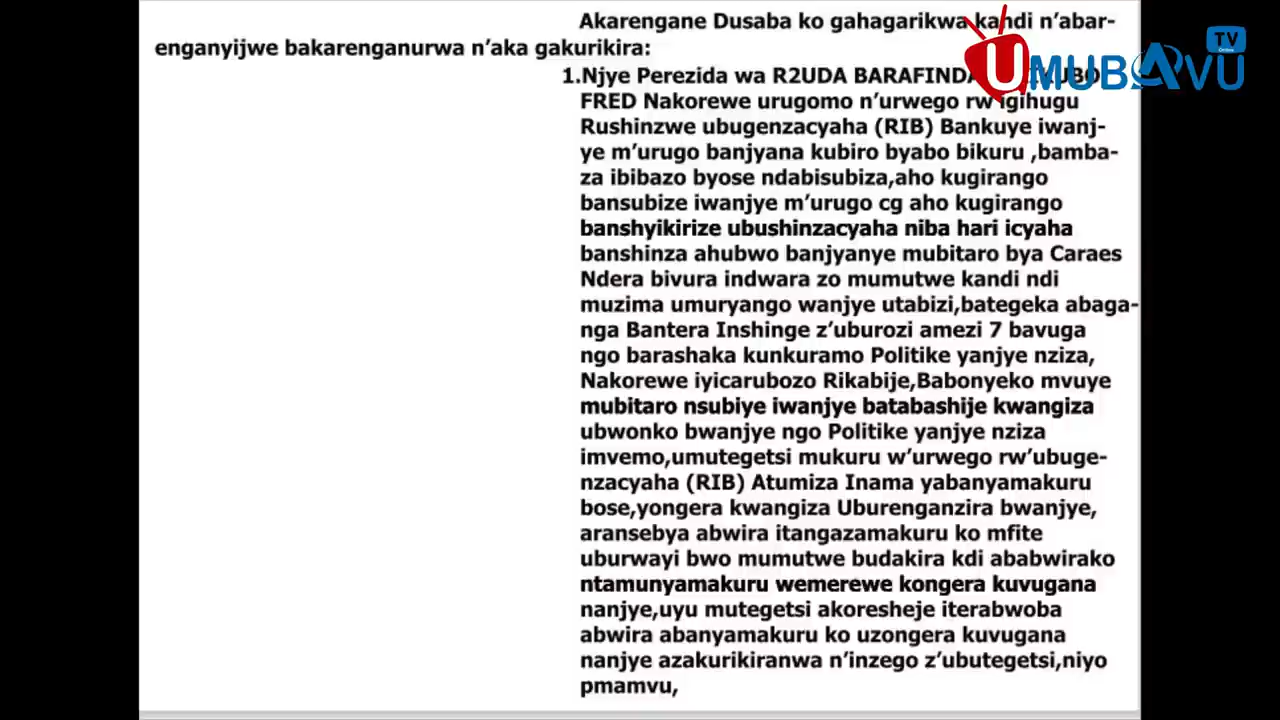 Akarengane Dusaba ko gahagarikwa kandi n’abar-
enganyijwe bakarenganurwa n’aka gakurikira:
1.Njye Perezida wa R2UDA BARAFINDA
FRED Nakorewe urugomo n’urwego rw igihugu
Rushinzwe ubugenzacyaha (RIB) Bankuye iwanj-
ye m’urugo banjyana kubiro byabo bikuru ,bamba-
za ibibazo byose ndabisubiza,aho kugirango
bansubize iwanjye m’urugo cg aho kugirango
banshyikirize ubushinzacyaha niba hari icyaha
banshinza ahubwo banjyanye mubitaro bya Caraes
Ndera bivura indwara zo mumutwe kandi ndi
muzima umuryango wanjye utabizi,bategeka abaga-
nga Bantera Inshinge z’uburozi amezi 7 bavuga
ngo barashaka kunkuramo Politike yanjye nziza,
Nakorewe iyicarubozo Rikabije,Babonyeko mvuye
mubitaro nsubiye iwanjye batabashije kwangiza
ubwonko bwanjye ngo Politike yanjye nziza
imvemo,umutegetsi mukuru w’urwego rw’ubuge-
nzacyaha (RIB) Atumiza Inama yabanyamakuru
bose,yongera kwangiza Uburenganzira bwanjye,
aransebya abwira itangazamakuru ko mfite
uburwayi bwo mumutwe budakira kdi ababwirako
ntamunyamakuru wemerewe kongera kuvugana
nanjye,uyu mutegetsi akoresheje iterabwoba
abwira abanyamakuru ko uzongera kuvugana
nanjye azakurikiranwa n’inzego z’ubutegetsi,niyo
pmamvu,
UMUBAVU
TV
Online